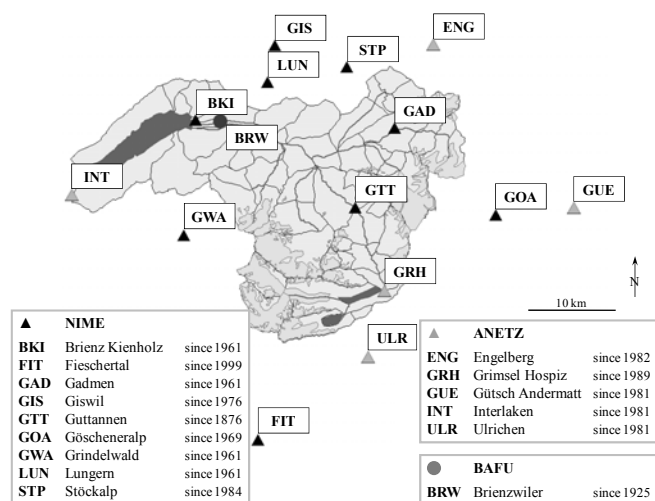 GIS
ENG
STP
LUN
BKI
GAD
BRW
INT
GTT
GWA
GOA
GUE
GRH
N
10 km
ULR
FIT
NIME
BKI Brienz Kienholz since 1961
FIT Fieschertal since 1999
GAD Gadmen since 1961
GIS Giswil since 1976
GTT Guttannen since 1876
GOA Göscheneralp since 1969
GWA Grindelwald since 1961
LUN Lungern since 1961
STP Stöckalp since 1984
ANETZ
ENG Engelberg since 1982
GRH Grimsel Hospiz since 1989
GUE Gütsch Andermatt since 1981
INT Interlaken since 1981
ULR Ulrichen since 1981
BAFU
BRW Brienzwiler since 1925